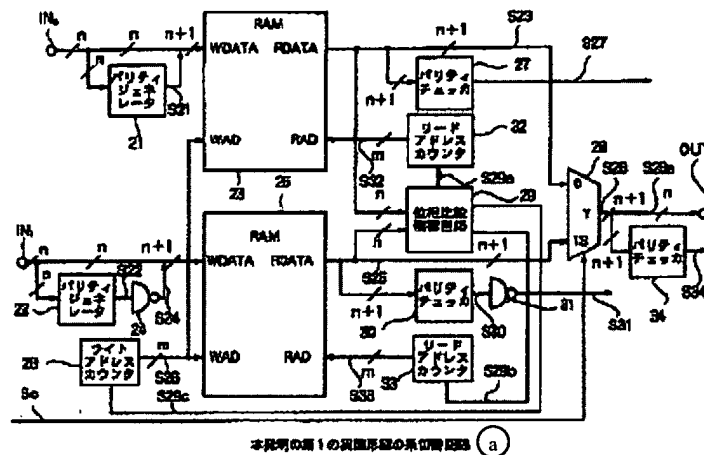 IN₀
n
n
n+1
n
パリティ
ジェネ
レータ
S21
21
RAM
WDATA RDATA
WAD RAD
23
n+1
S23
n+1
27
パリティ
チェッカ
S27
リード
アドレス
カウンタ
32
m
S32
S29a
n
n
位相比較
制御回路
29
0
Y
1S
28
S28
S28a
n+1
n
OUT
n+1
パリティ
チェッカ
34
S34
IN₁
n
n
n+1
n
パリティ
ジェネ
レータ
22
S22
24
S24
25
RAM
WDATA RDATA
WAD RAD
n+1
S25
n+1
パリティ
チェッカ
30
S30
31
S31
ライト
アドレス
カウンタ
26
m
S26
S29c
リード
アドレス
カウンタ
33
m
S33
S29b
Sc
本発明の第1の実施形態の系切替回路
a